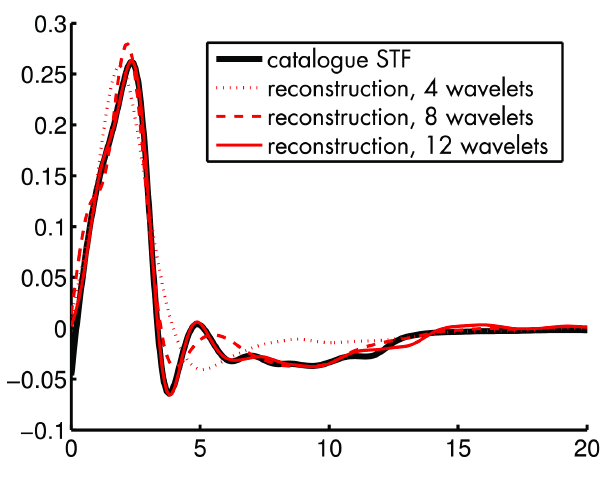 0.3
0.25
0.2
0.15
0.1
0.05
0
−0.05
−0.1
catalogue STF
reconstruction, 4 wavelets
reconstruction, 8 wavelets
reconstruction, 12 wavelets
0 5 10 15 20